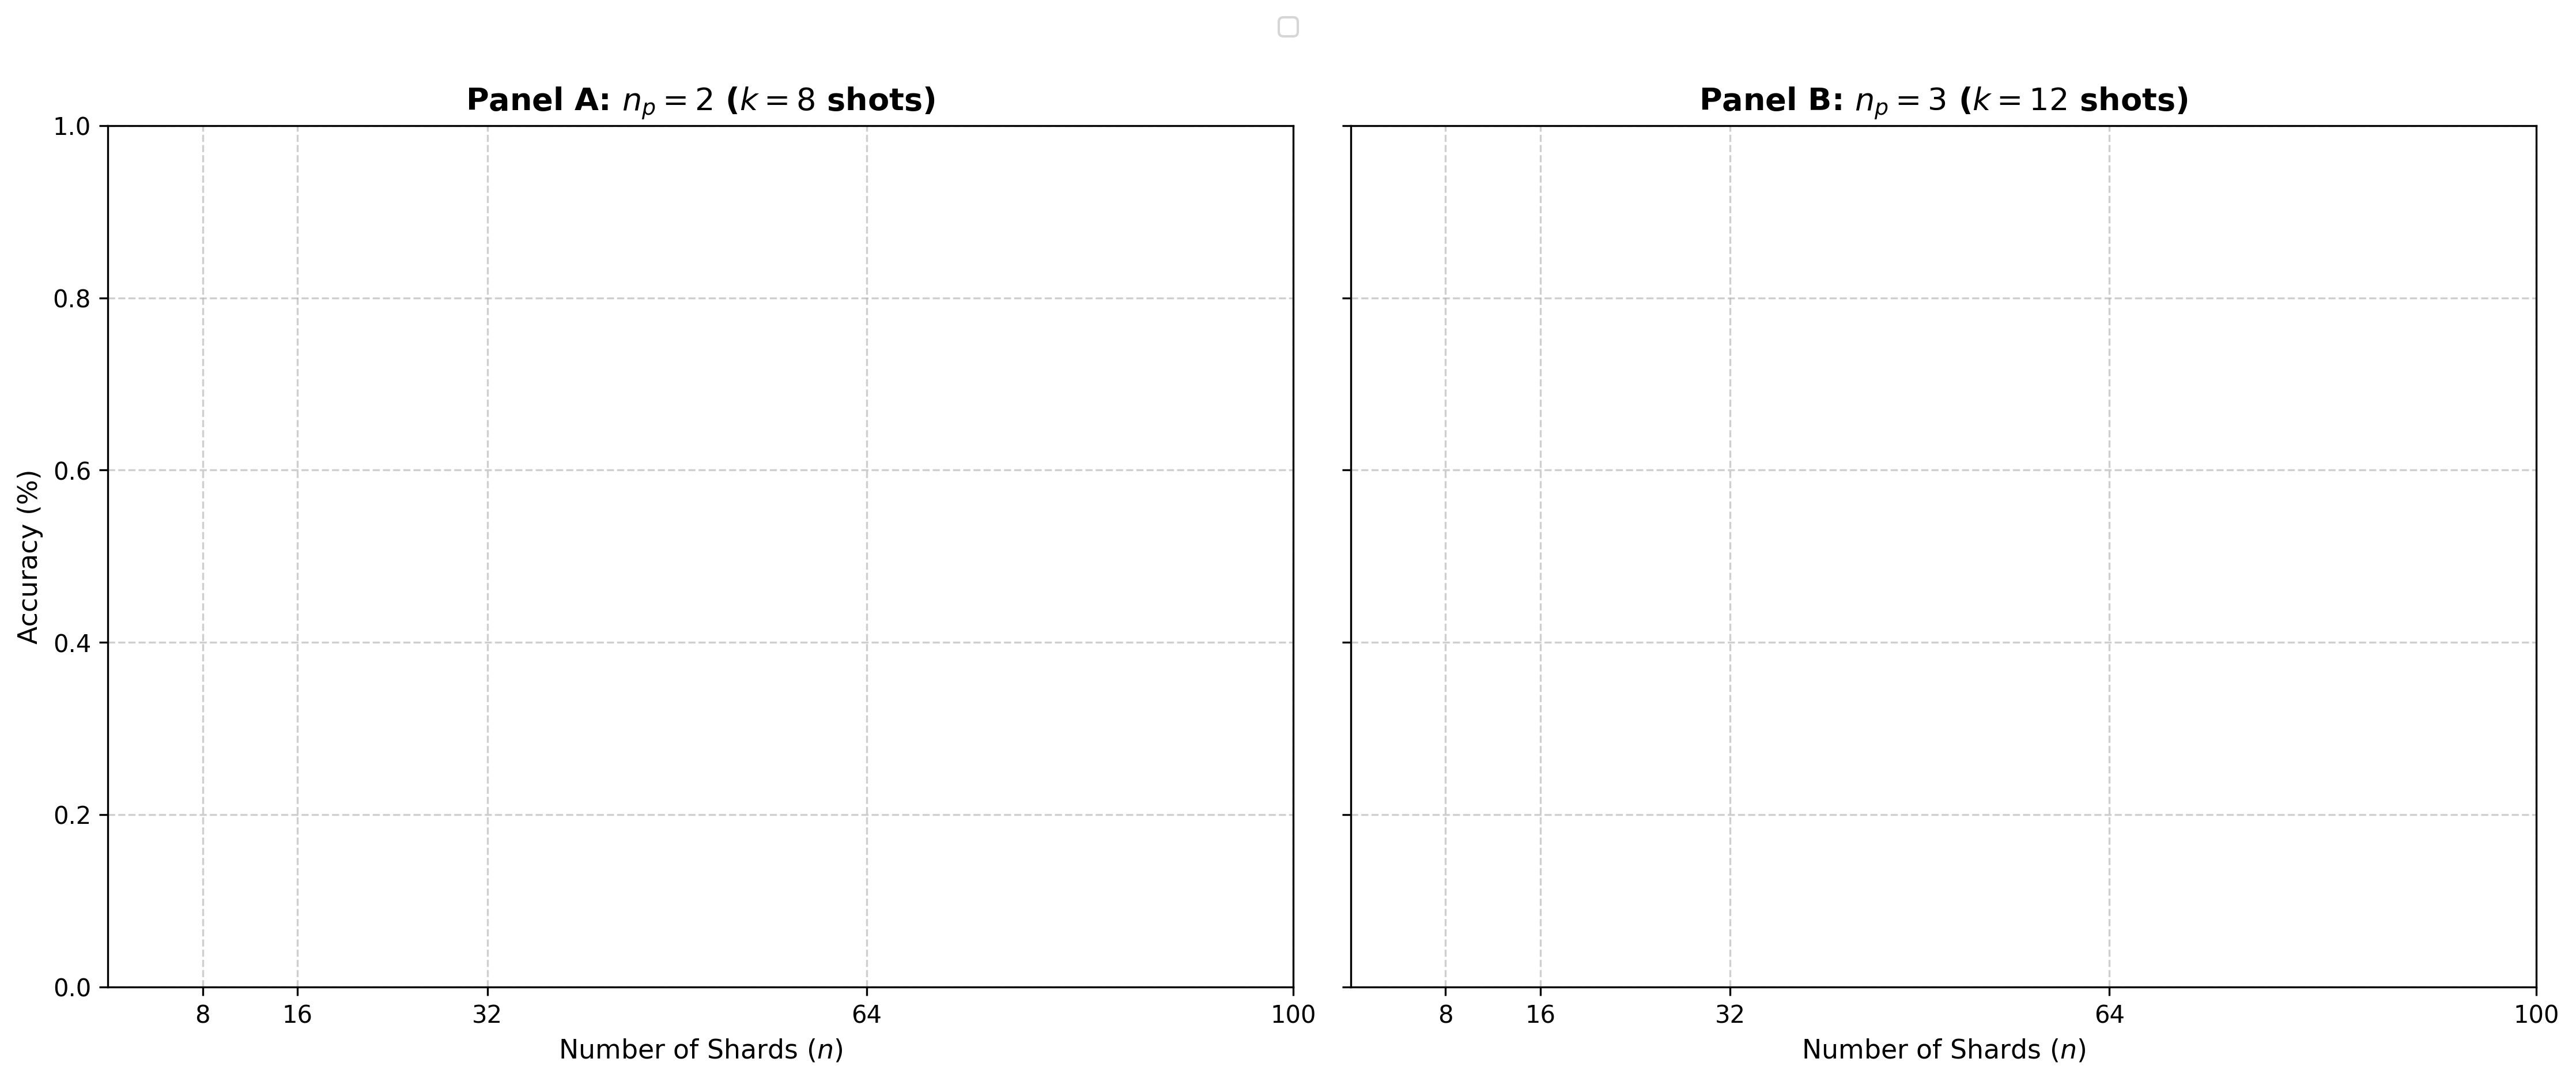 Panel A: $n_p = 2$ ($k = 8$ shots)
1.0
0.8
0.6
0.4
0.2
0.0
Accuracy (%)
8 16 32 64 100
Number of Shards ($n$)
Panel B: $n_p = 3$ ($k = 12$ shots)
8 16 32 64 100
Number of Shards ($n$)